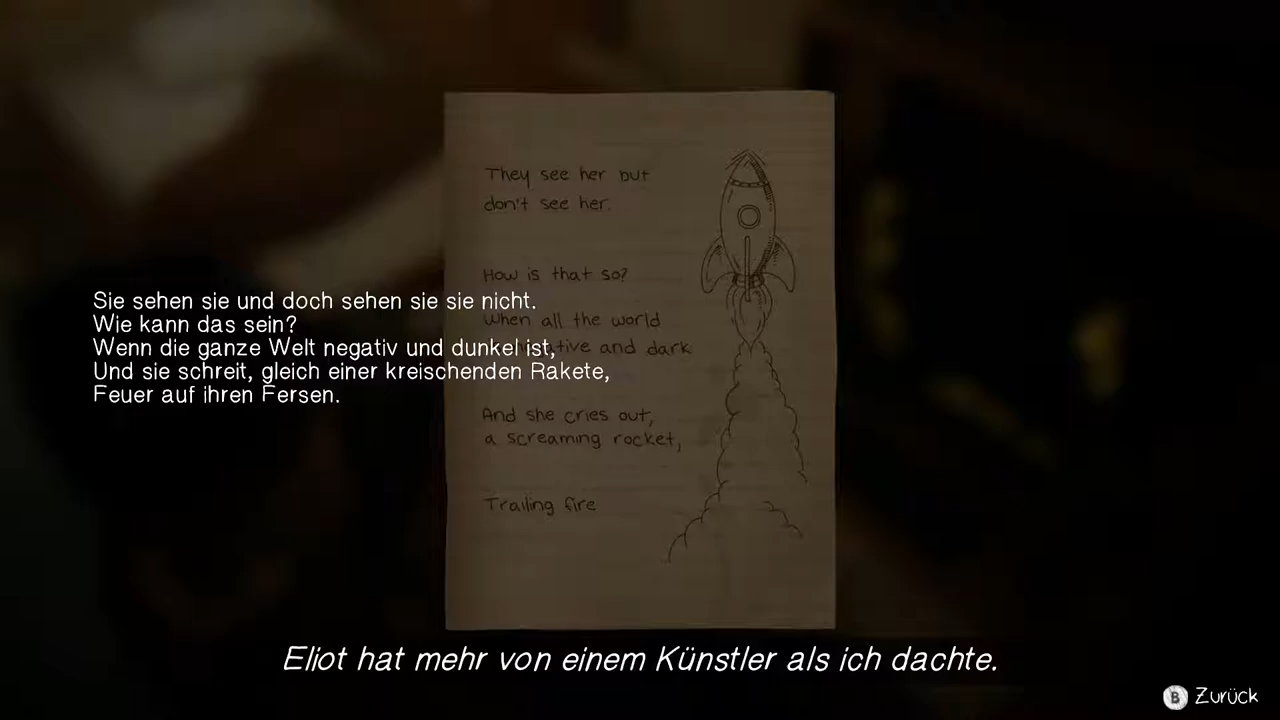 They see her but
don't see her.
How is that so?
When all the world
ative and dark
And she cries out,
a screaming rocket,
Trailing fire
Sie sehen sie und doch sehen sie sie nicht.
Wie kann das sein?
Wenn die ganze Welt negativ und dunkel ist,
Und sie schreit, gleich einer kreischenden Rakete,
Feuer auf ihren Fersen.
Eliot hat mehr von einem Künstler als ich dachte.
B Zurück